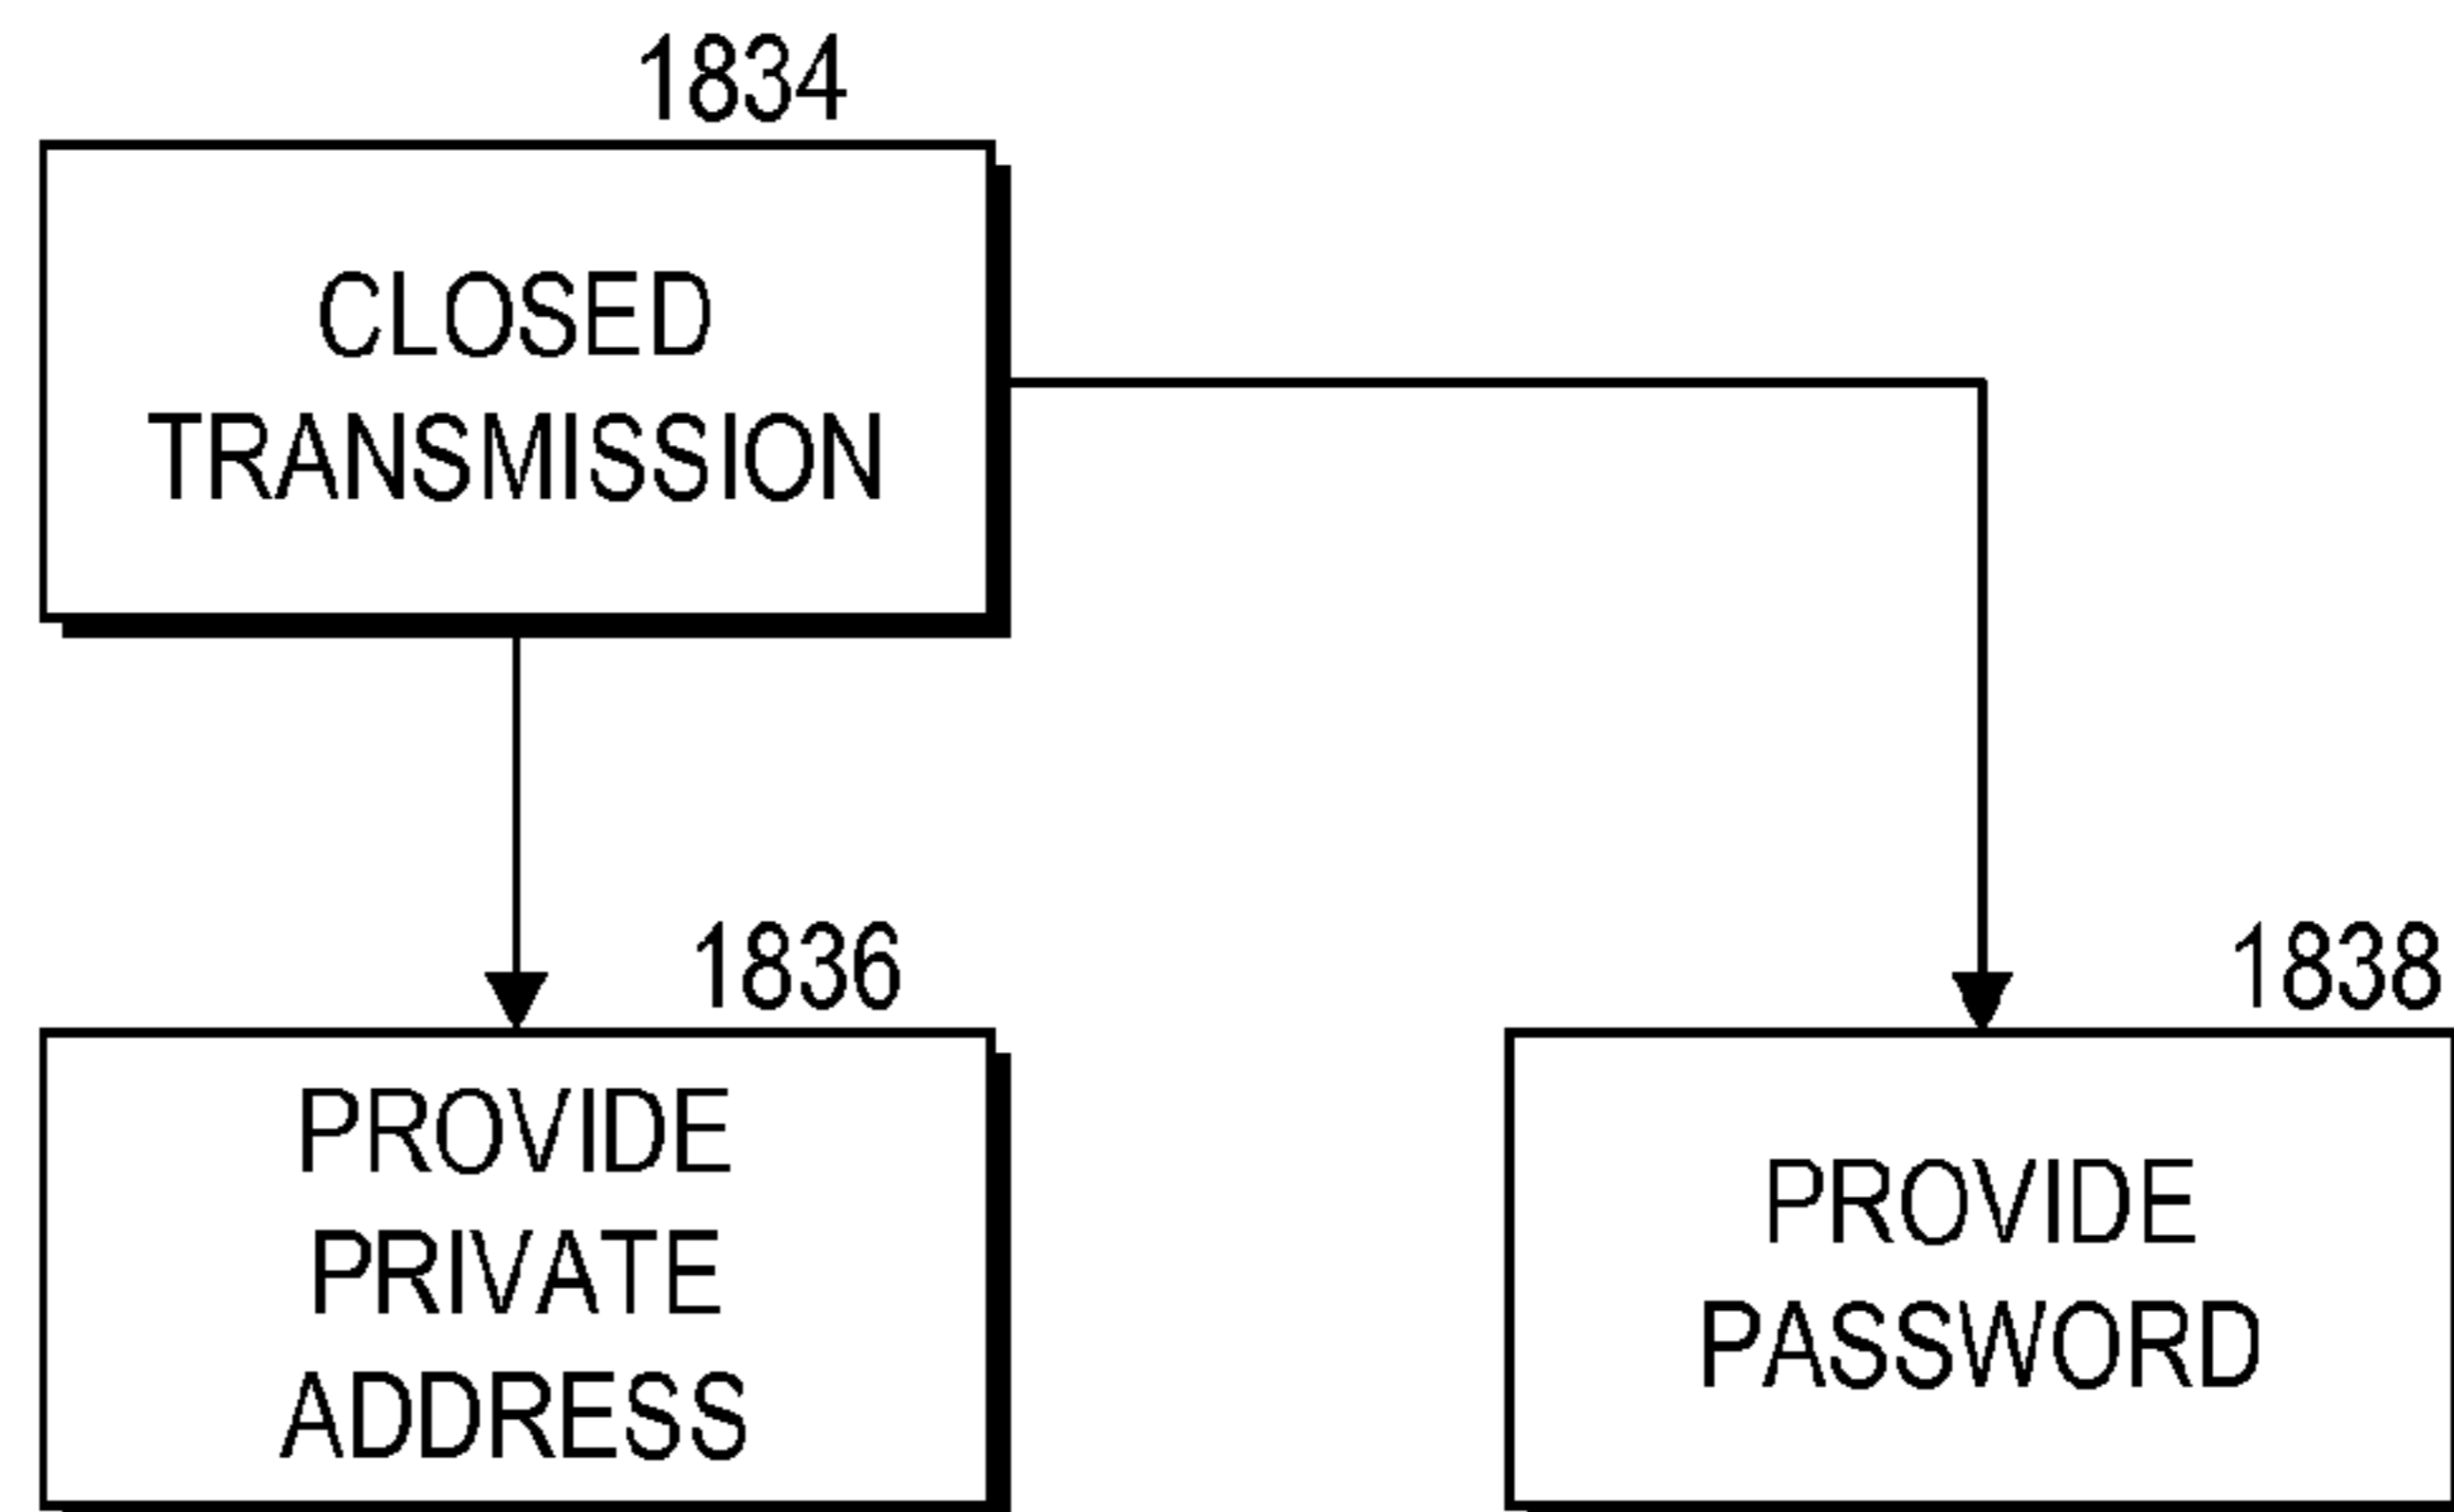 1834
CLOSED
TRANSMISSION
1836
PROVIDE
PRIVATE
ADDRESS
1838
PROVIDE
PASSWORD